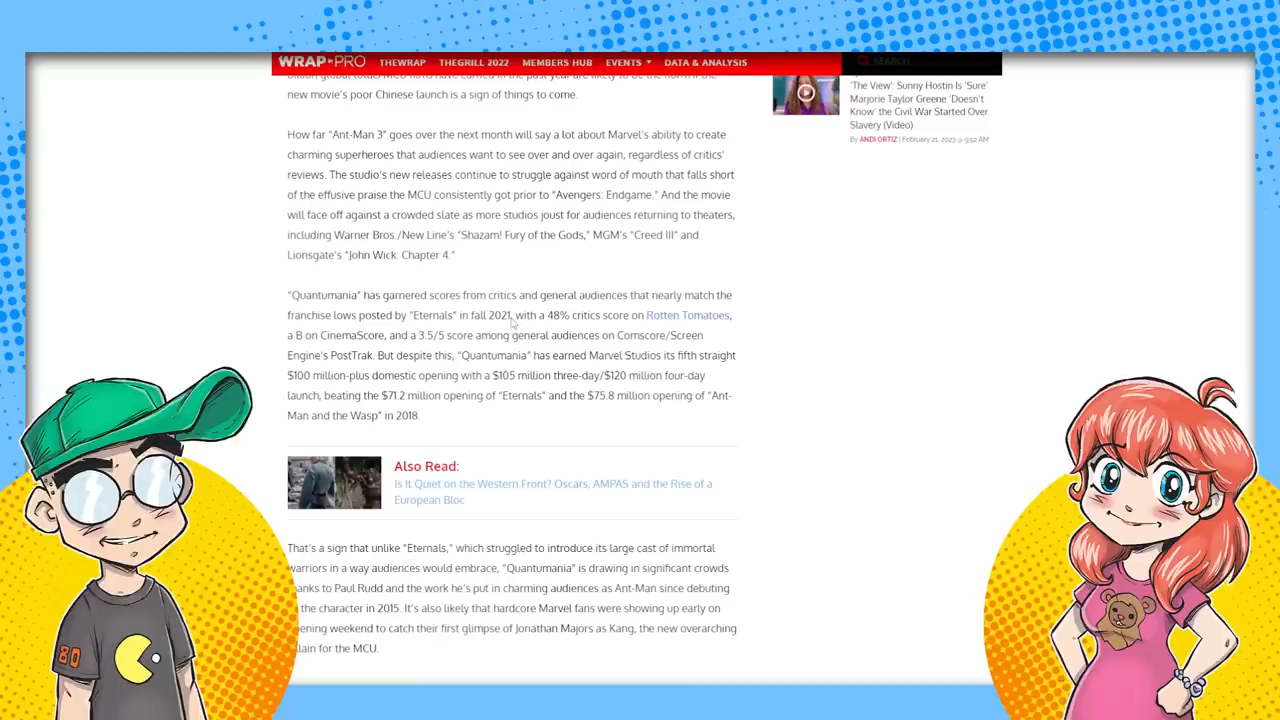 WRAP PRO THEWRAP THEGRILL 2022 MEMBERS HUB EVENTS DATA & ANALYSIS SEARCH
new movie's poor Chinese launch is a sign of things to come.
How far “Ant-Man 3” goes over the next month will say a lot about Marvel's ability to create
charming superheroes that audiences want to see over and over again, regardless of critics'
reviews. The studio's new releases continue to struggle against word of mouth that falls short
of the effusive praise the MCU consistently got prior to “Avengers: Endgame.” And the movie
will face off against a crowded slate as more studios joust for audiences returning to theaters,
including Warner Bros./New Line's “Shazam! Fury of the Gods,” MGM's “Creed III” and
Lionsgate's “John Wick: Chapter 4.”
“Quantumania” has garnered scores from critics and general audiences that nearly match the
franchise lows posted by “Eternals” in fall 2021, with a 48% critics score on Rotten Tomatoes,
a B on CinemaScore, and a 3.5/5 score among general audiences on Comscore/Screen
Engine's PostTrak. But despite this, “Quantumania” has earned Marvel Studios its fifth straight
$100 million-plus domestic opening with a $105 million three-day/$120 million four-day
launch, beating the $71.2 million opening of “Eternals” and the $75.8 million opening of “Ant-
Man and the Wasp” in 2018.
Also Read:
Is It Quiet on the Western Front? Oscars, AMPAS and the Rise of a
European Bloc
That's a sign that unlike “Eternals,” which struggled to introduce its large cast of immortal
warriors in a way audiences would embrace, “Quantumania” is drawing in significant crowds
thanks to Paul Rudd and the work he's put in charming audiences as Ant-Man since debuting
the character in 2015. It's also likely that hardcore Marvel fans were showing up early on
opening weekend to catch their first glimpse of Jonathan Majors as Kang, the new overarching
villain for the MCU.
'The View': Sunny Hostin Is 'Sure'
Marjorie Taylor Greene 'Doesn't
Know' the Civil War Started Over
Slavery (Video)
By ANDI ORTIZ | February 21, 2023 @ 9:52 AM
80